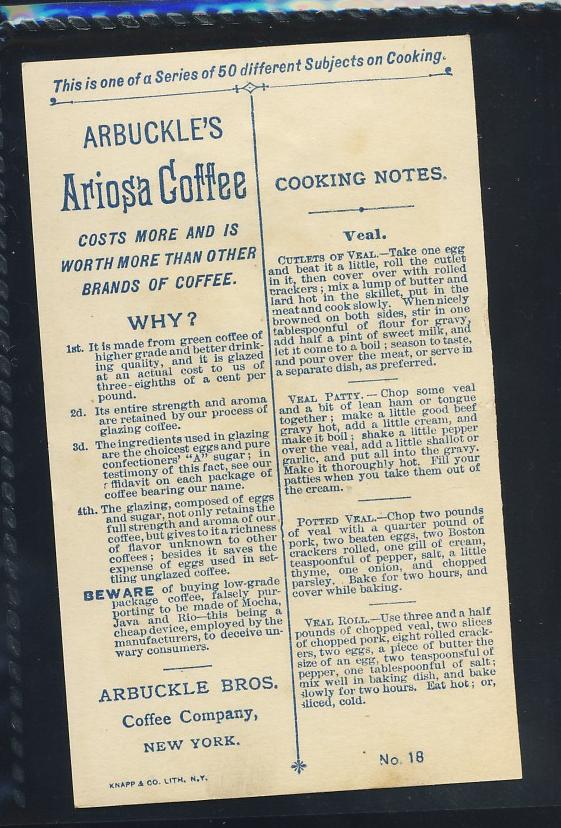 This is one of a Series of 50 different Subjects on Cooking.
ARBUCKLE'S
Ariosa Coffee
COSTS MORE AND IS
WORTH MORE THAN OTHER
BRANDS OF COFFEE.
WHY?
1st. It is made from green coffee of
higher grade and better drink-
ing quality, and it is glazed
at an actual cost to us of
three-eighths of a cent per
pound.
2d. Its entire strength and aroma
are retained by our process of
glazing coffee.
3d. The ingredients used in glazing
are the choicest eggs and pure
confectioners' "A" sugar; in
testimony of this fact, see our
affidavit on each package of
coffee bearing our name.
4th. The glazing, composed of eggs
and sugar, not only retains the
full strength and aroma of our
coffee, but gives to it a richness
of flavor unknown to other
coffees; besides it saves the
expense of eggs used in set-
tling unglazed coffee.
BEWARE of buying low-grade
package coffee, falsely pur-
porting to be made of Mocha,
Java and Rio—this being a
cheap device, employed by the
manufacturers, to deceive un-
wary consumers.
ARBUCKLE BROS.
Coffee Company,
NEW YORK.
KNAPP & CO. LITH. N.Y.
COOKING NOTES.
Veal.
CUTLETS OF VEAL.—Take one egg
and beat it a little, roll the cutlet
in it, then cover over with rolled
crackers; mix a lump of butter and
lard hot in the skillet, put in the
meat and cook slowly. When nicely
browned on both sides, stir in one
tablespoonful of flour for gravy,
add half a pint of sweet milk, and
let it come to a boil; season to taste,
and pour over the meat, or serve in
a separate dish, as preferred.
VEAL PATTY.—Chop some veal
and a bit of lean ham or tongue
together; make a little good beef
gravy hot, add a little cream, and
make it boil; shake a little pepper
over the veal, add a little shallot or
garlic, and put all into the gravy.
Make it thoroughly hot. Fill your
patties when you take them out of
the cream.
POTTED VEAL.—Chop two pounds
of veal with a quarter pound of
pork, two beaten eggs, two Boston
crackers rolled, one gill of cream,
teaspoonful of pepper, salt, a little
thyme, one onion, and chopped
parsley. Bake for two hours, and
cover while baking.
VEAL ROLL.—Use three and a half
pounds of chopped veal, two slices
of chopped pork, eight rolled crack-
ers, two eggs, a piece of butter the
size of an egg, two teaspoonsful of
pepper, one tablespoonful of salt;
mix well in baking dish, and bake
slowly for two hours. Eat hot; or,
sliced, cold.
No. 18